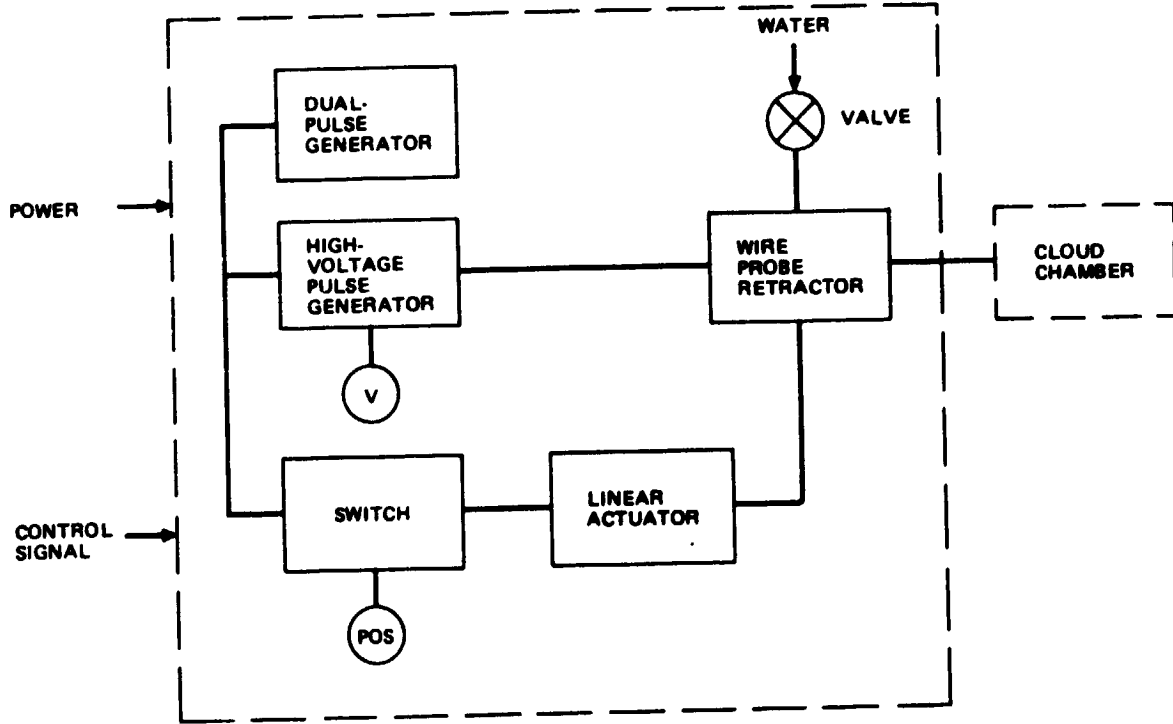 WATER
DUAL-
PULSE
GENERATOR
VALVE
POWER
HIGH-
VOLTAGE
PULSE
GENERATOR
WIRE
PROBE
RETRACTOR
CLOUD
CHAMBER
V
CONTROL
SIGNAL
SWITCH
LINEAR
ACTUATOR
POS